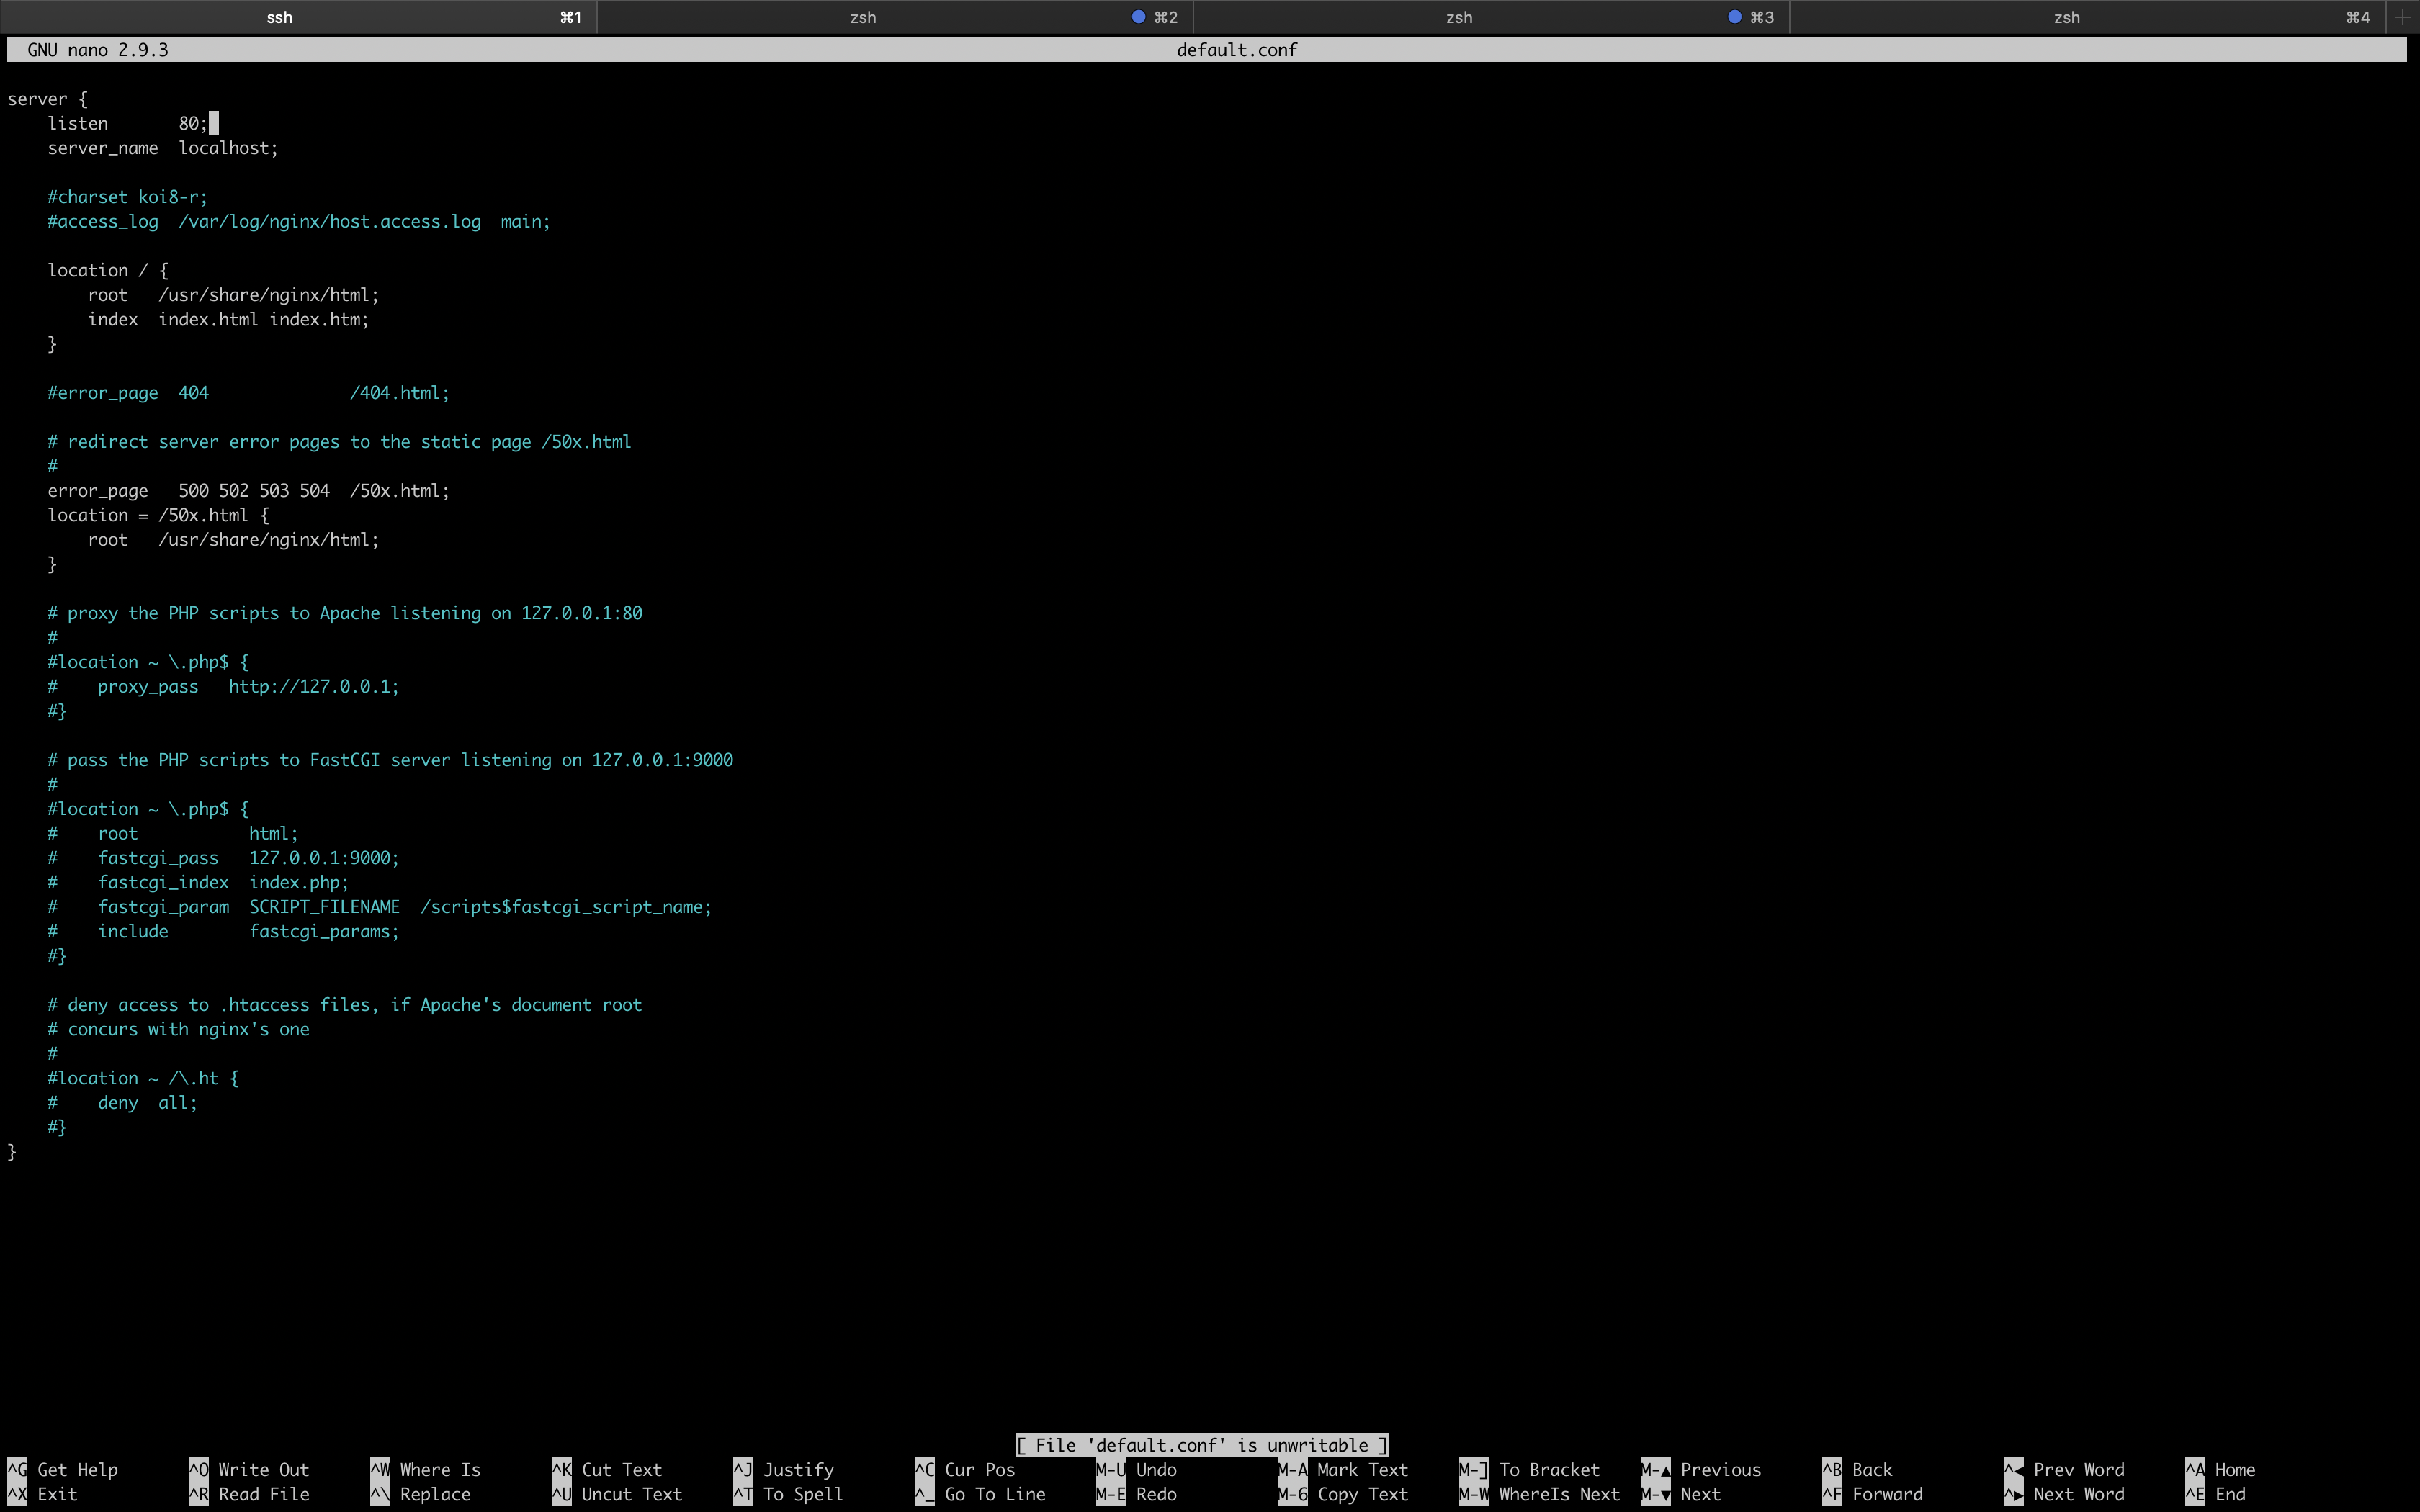 ssh ⌘1 zsh ⌘2 zsh ⌘3 zsh ⌘4 +
GNU nano 2.9.3 default.conf
server {
    listen       80;
    server_name  localhost;
    #charset koi8-r;
    #access_log  /var/log/nginx/host.access.log  main;
    location / {
        root   /usr/share/nginx/html;
        index  index.html index.htm;
    }
    #error_page  404              /404.html;
    # redirect server error pages to the static page /50x.html
    #
    error_page   500 502 503 504  /50x.html;
    location = /50x.html {
        root   /usr/share/nginx/html;
    }
    # proxy the PHP scripts to Apache listening on 127.0.0.1:80
    #
    #location ~ \.php$ {
    #    proxy_pass   http://127.0.0.1;
    #}
    # pass the PHP scripts to FastCGI server listening on 127.0.0.1:9000
    #
    #location ~ \.php$ {
    #    root           html;
    #    fastcgi_pass   127.0.0.1:9000;
    #    fastcgi_index  index.php;
    #    fastcgi_param  SCRIPT_FILENAME  /scripts$fastcgi_script_name;
    #    include        fastcgi_params;
    #}
    # deny access to .htaccess files, if Apache's document root
    # concurs with nginx's one
    #
    #location ~ /\.ht {
    #    deny  all;
    #}
}
[ File 'default.conf' is unwritable ]
^G Get Help ^O Write Out ^W Where Is ^K Cut Text ^J Justify ^C Cur Pos M-U Undo M-A Mark Text M-] To Bracket M-▲ Previous ^B Back ^◀ Prev Word ^A Home
^X Exit ^R Read File ^\ Replace ^U Uncut Text ^T To Spell ^_ Go To Line M-E Redo M-6 Copy Text M-W WhereIs Next M-▼ Next ^F Forward ^▶ Next Word ^E End